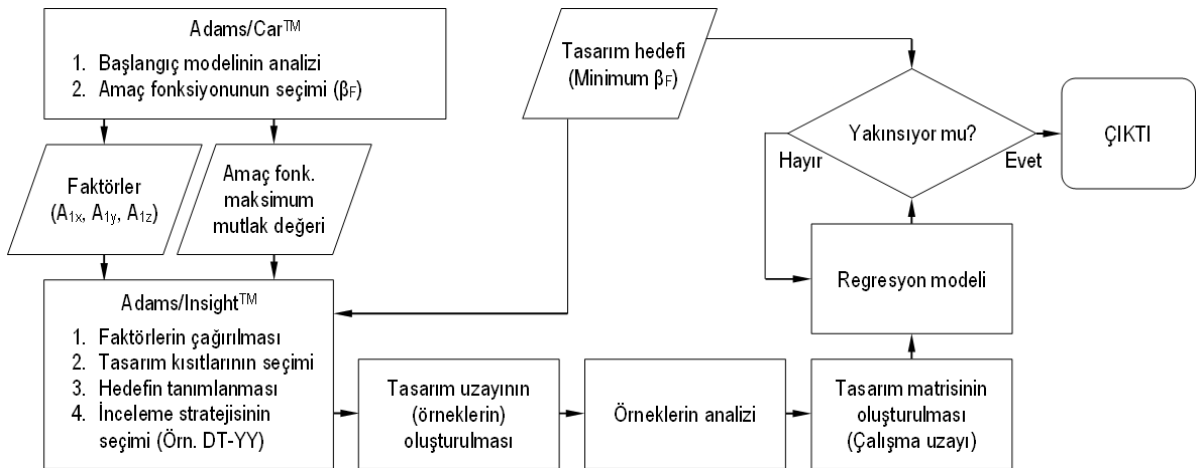 Adams/Car™
1. Başlangıç modelinin analizi
2. Amaç fonksiyonunun seçimi (βF)
Faktörler
(A1x, A1y, A1z)
Amaç fonk.
maksimum
mutlak değeri
Adams/Insight™
1. Faktörlerin çağırılması
2. Tasarım kısıtlarının seçimi
3. Hedefin tanımlanması
4. İnceleme stratejisinin
seçimi (Örn. DT-YY)
Tasarım uzayının
(örneklerin)
oluşturulması
Örneklerin analizi
Tasarım matrisinin
oluşturulması
(Çalışma uzayı)
Regresyon modeli
Tasarım hedefi
(Minimum βF)
Yakınsıyor mu?
Hayır
Evet
ÇIKTI